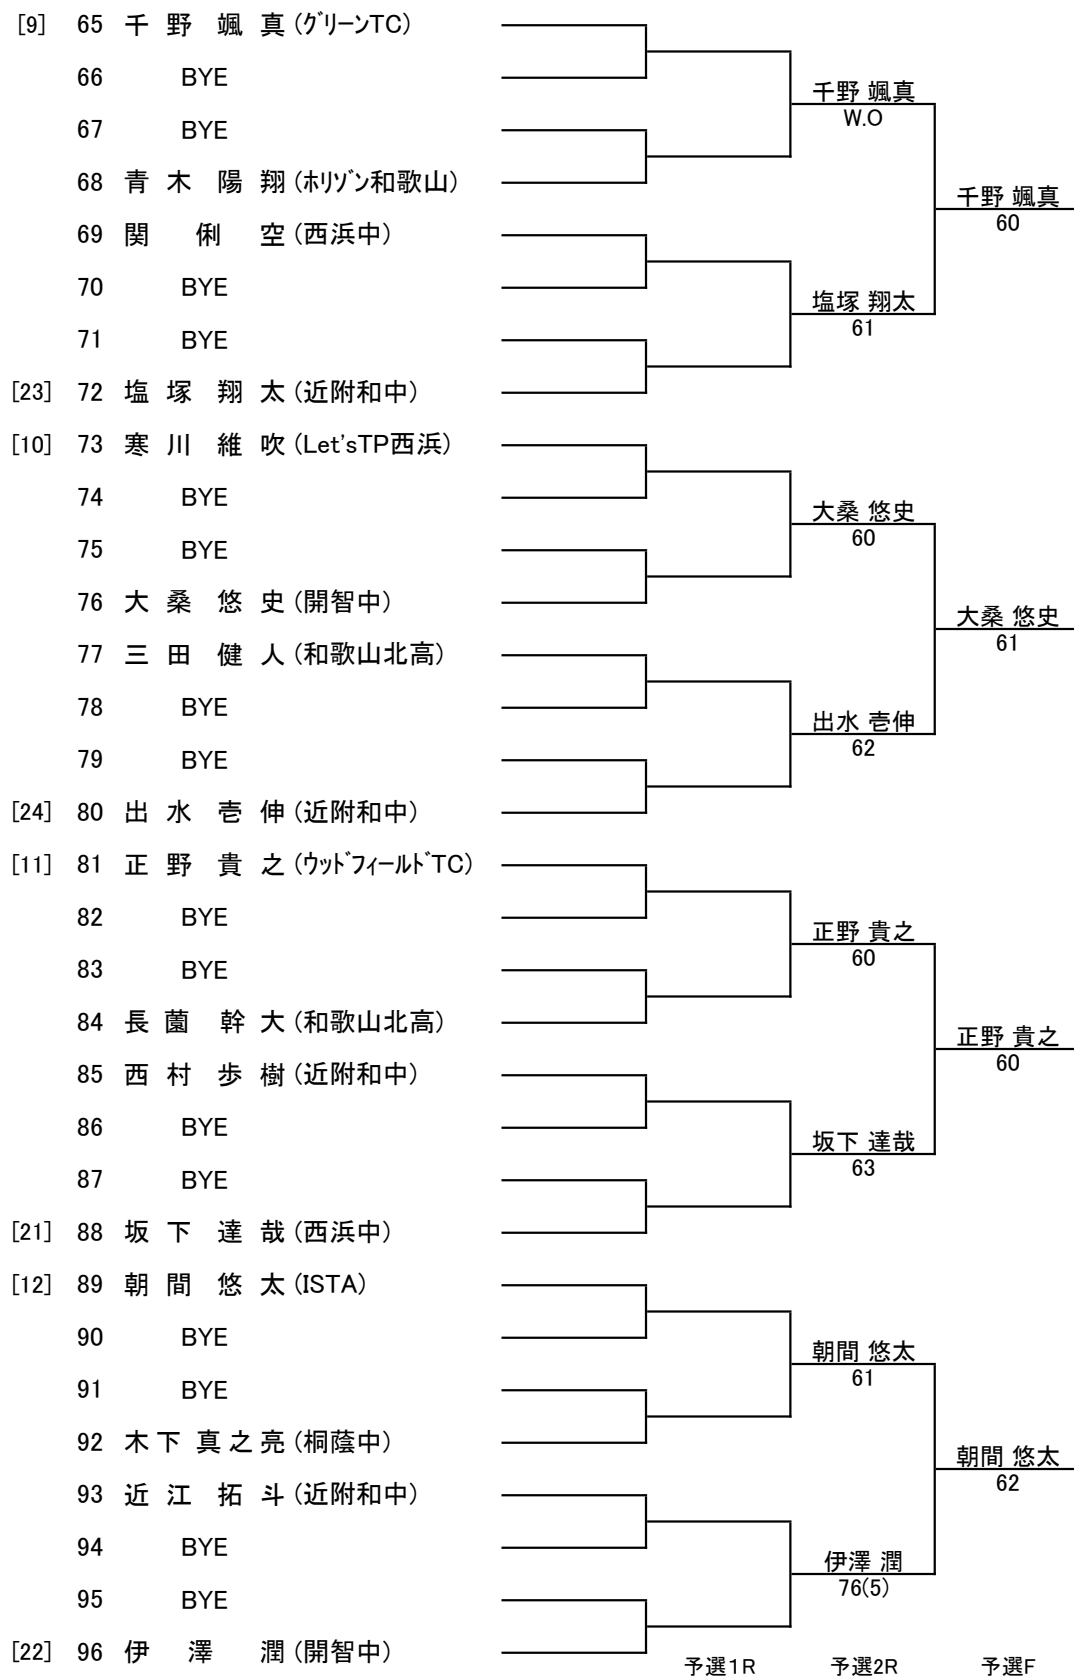 [9] 65 千野 颯真 (グリーンTC)
66 BYE
千野 颯真
67 BYE
W.O
68 青木 陽翔 (ホリゾン和歌山)
千野 颯真
60
69 関 俐空 (西浜中)
70 BYE
塩塚 翔太
61
71 BYE
[23] 72 塩塚 翔太 (近附和中)
[10] 73 寒川 維吹 (Let'sTP西浜)
74 BYE
大桑 悠史
60
75 BYE
76 大桑 悠史 (開智中)
大桑 悠史
61
77 三田 健人 (和歌山北高)
78 BYE
出水 壱伸
62
79 BYE
[24] 80 出水 壱伸 (近附和中)
[11] 81 正野 貴之 (ウッドフィールドTC)
82 BYE
正野 貴之
60
83 BYE
84 長薗 幹大 (和歌山北高)
正野 貴之
60
85 西村 歩樹 (近附和中)
86 BYE
坂下 達哉
63
87 BYE
[21] 88 坂下 達哉 (西浜中)
[12] 89 朝間 悠太 (ISTA)
90 BYE
朝間 悠太
61
91 BYE
92 木下 真之亮 (桐蔭中)
朝間 悠太
62
93 近江 拓斗 (近附和中)
94 BYE
伊澤 潤
76(5)
95 BYE
[22] 96 伊澤 潤 (開智中)
予選1R 予選2R 予選F